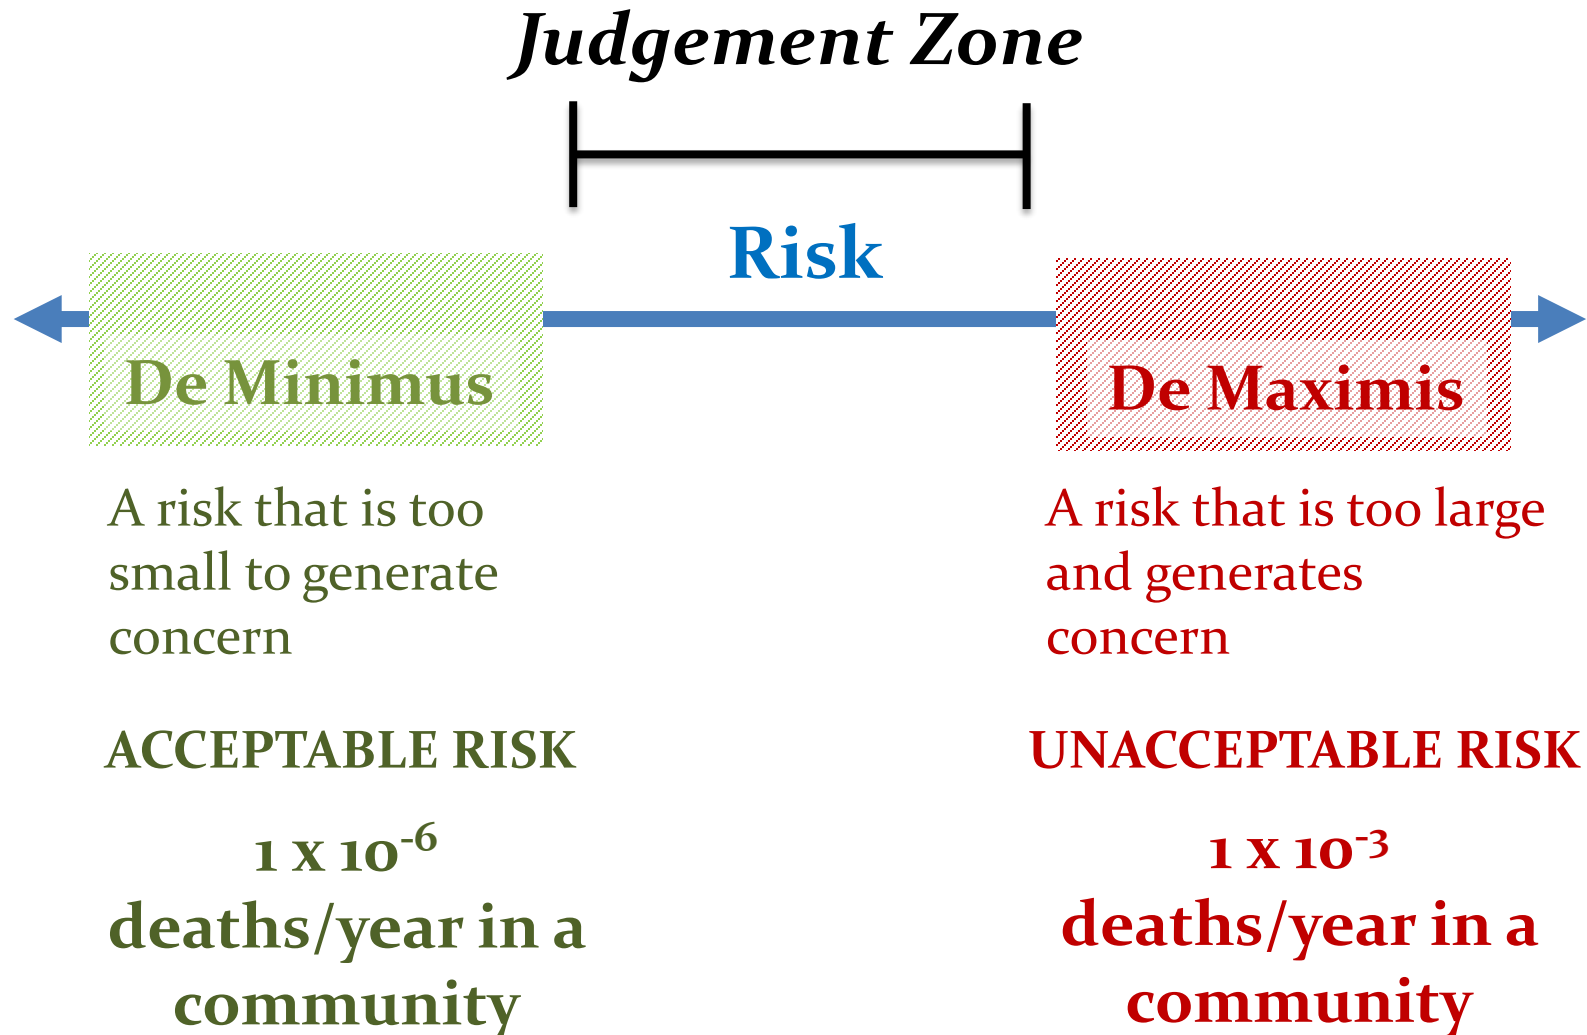 Judgement Zone
Risk
De Minimus
De Maximis
A risk that is too
small to generate
concern
A risk that is too large
and generates
concern
ACCEPTABLE RISK
UNACCEPTABLE RISK
1 x 10⁻⁶
deaths/year in a
community
1 x 10⁻³
deaths/year in a
community